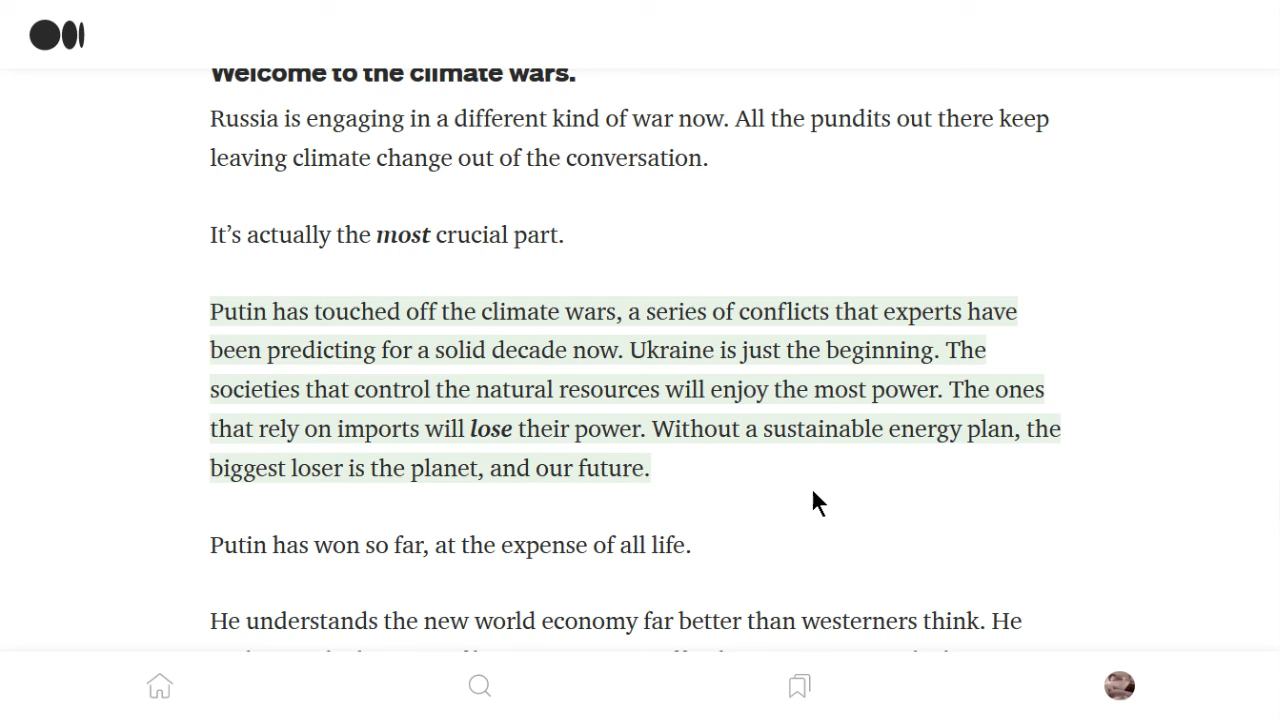 Welcome to the climate wars.
Russia is engaging in a different kind of war now. All the pundits out there keep
leaving climate change out of the conversation.
It’s actually the most crucial part.
Putin has touched off the climate wars, a series of conflicts that experts have
been predicting for a solid decade now. Ukraine is just the beginning. The
societies that control the natural resources will enjoy the most power. The ones
that rely on imports will lose their power. Without a sustainable energy plan, the
biggest loser is the planet, and our future.
Putin has won so far, at the expense of all life.
He understands the new world economy far better than westerners think. He